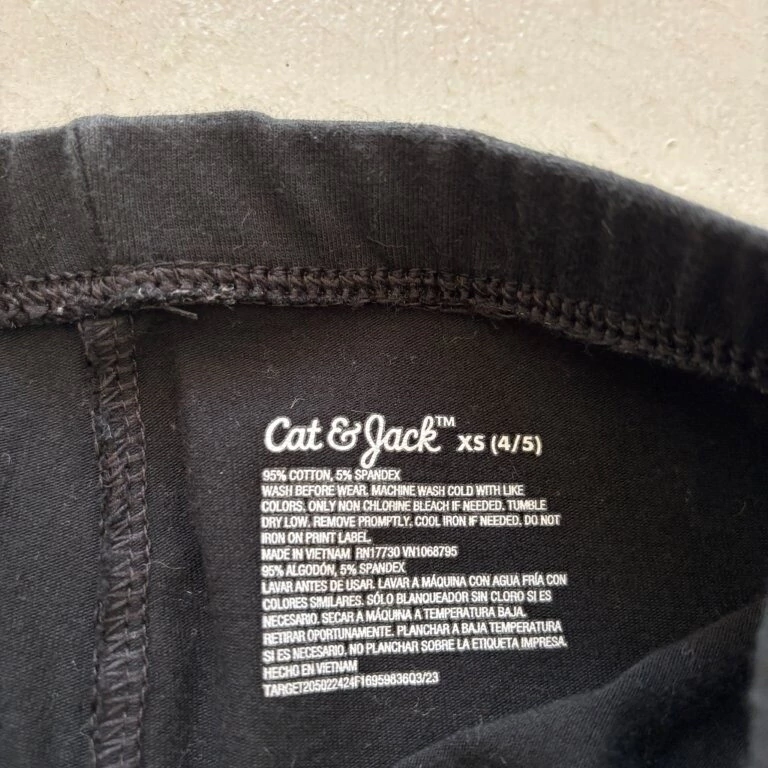 Cat & Jack™ XS (4/5)
95% COTTON, 5% SPANDEX
WASH BEFORE WEAR. MACHINE WASH COLD WITH LIKE
COLORS. ONLY NON CHLORINE BLEACH IF NEEDED. TUMBLE
DRY LOW. REMOVE PROMPTLY. COOL IRON IF NEEDED. DO NOT
IRON ON PRINT LABEL.
MADE IN VIETNAM RN17730 VN1068795
95% ALGODÓN, 5% SPANDEX
LAVAR ANTES DE USAR. LAVAR A MÁQUINA CON AGUA FRÍA CON
COLORES SIMILARES. SÓLO BLANQUEADOR SIN CLORO SI ES
NECESARIO. SECAR A MÁQUINA A TEMPERATURA BAJA.
RETIRAR OPORTUNAMENTE. PLANCHAR A BAJA TEMPERATURA
SI ES NECESARIO. NO PLANCHAR SOBRE LA ETIQUETA IMPRESA.
HECHO EN VIETNAM
TARGET205022424F16959836Q3/23